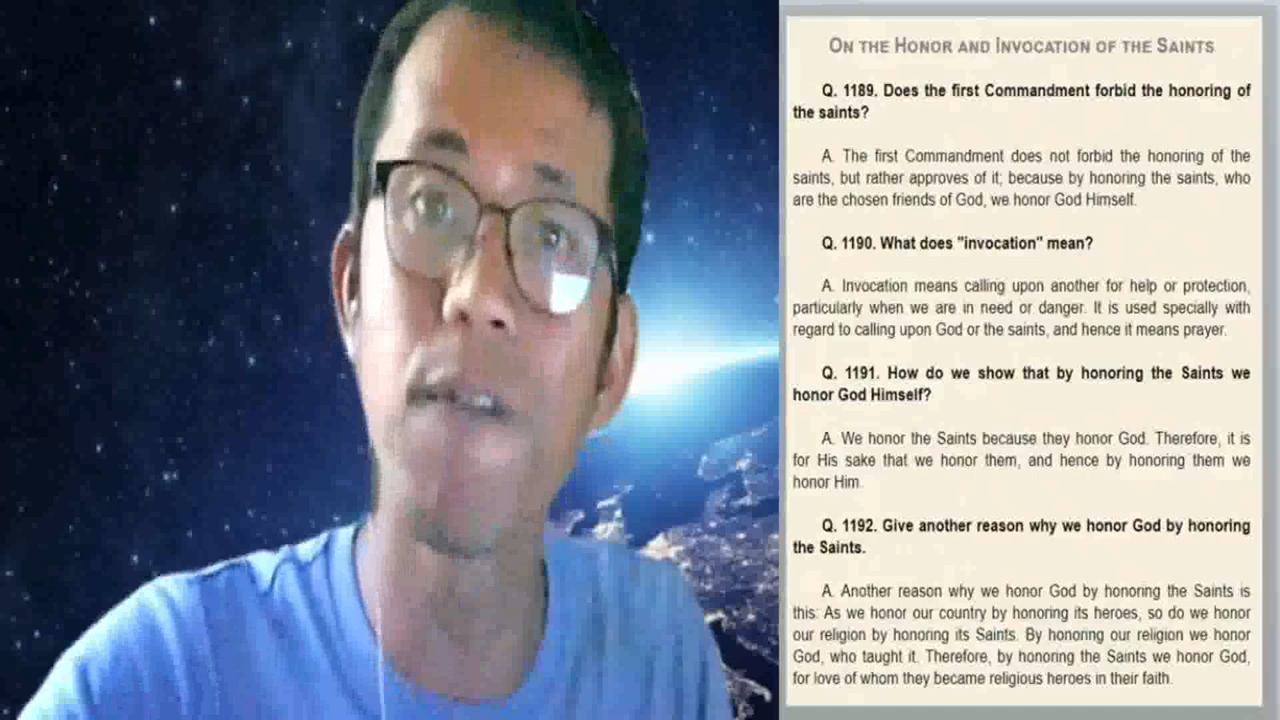 ON THE HONOR AND INVOCATION OF THE SAINTS
Q. 1189. Does the first Commandment forbid the honoring of
the saints?
A. The first Commandment does not forbid the honoring of the
saints, but rather approves of it; because by honoring the saints, who
are the chosen friends of God, we honor God Himself.
Q. 1190. What does "invocation" mean?
A. Invocation means calling upon another for help or protection,
particularly when we are in need or danger. It is used specially with
regard to calling upon God or the saints, and hence it means prayer.
Q. 1191. How do we show that by honoring the Saints we
honor God Himself?
A. We honor the Saints because they honor God. Therefore, it is
for His sake that we honor them, and hence by honoring them we
honor Him.
Q. 1192. Give another reason why we honor God by honoring
the Saints.
A. Another reason why we honor God by honoring the Saints is
this: As we honor our country by honoring its heroes, so do we honor
our religion by honoring its Saints. By honoring our religion we honor
God, who taught it. Therefore, by honoring the Saints we honor God,
for love of whom they became religious heroes in their faith.